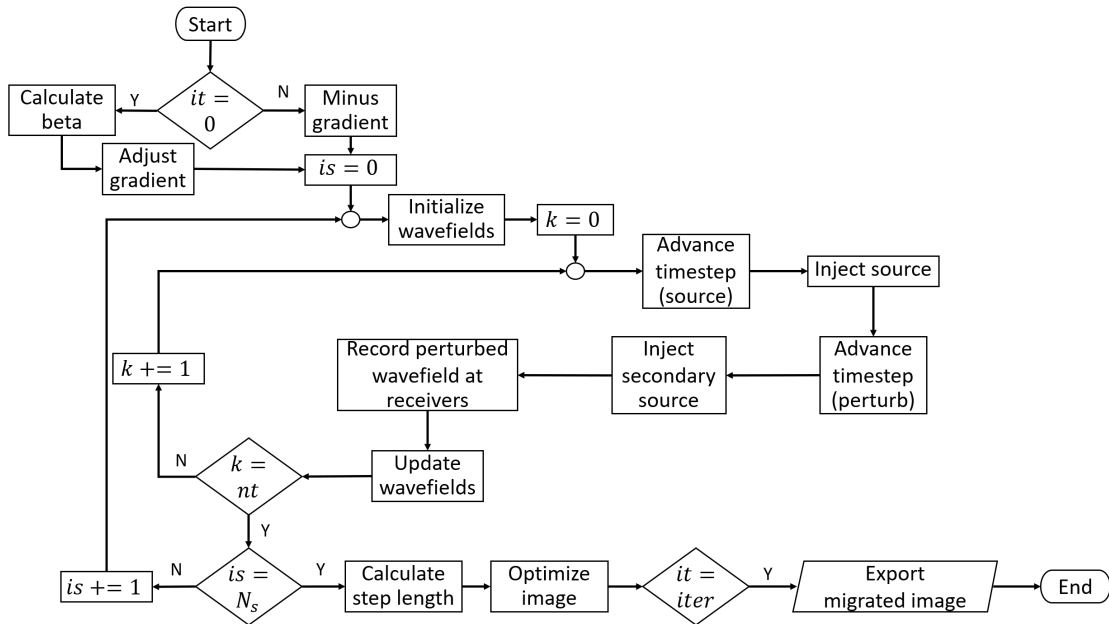 Start
it =
0
Y
N
Calculate
beta
Minus
gradient
Adjust
gradient
is = 0
Initialize
wavefields
k = 0
Advance
timestep
(source)
Inject source
Record perturbed
wavefield at
receivers
Inject
secondary
source
Advance
timestep
(perturb)
k += 1
N
k =
nt
Update
wavefields
Y
is += 1
N
is =
Nₛ
Y
Calculate
step length
Optimize
image
it =
iter
Y
Export
migrated image
End